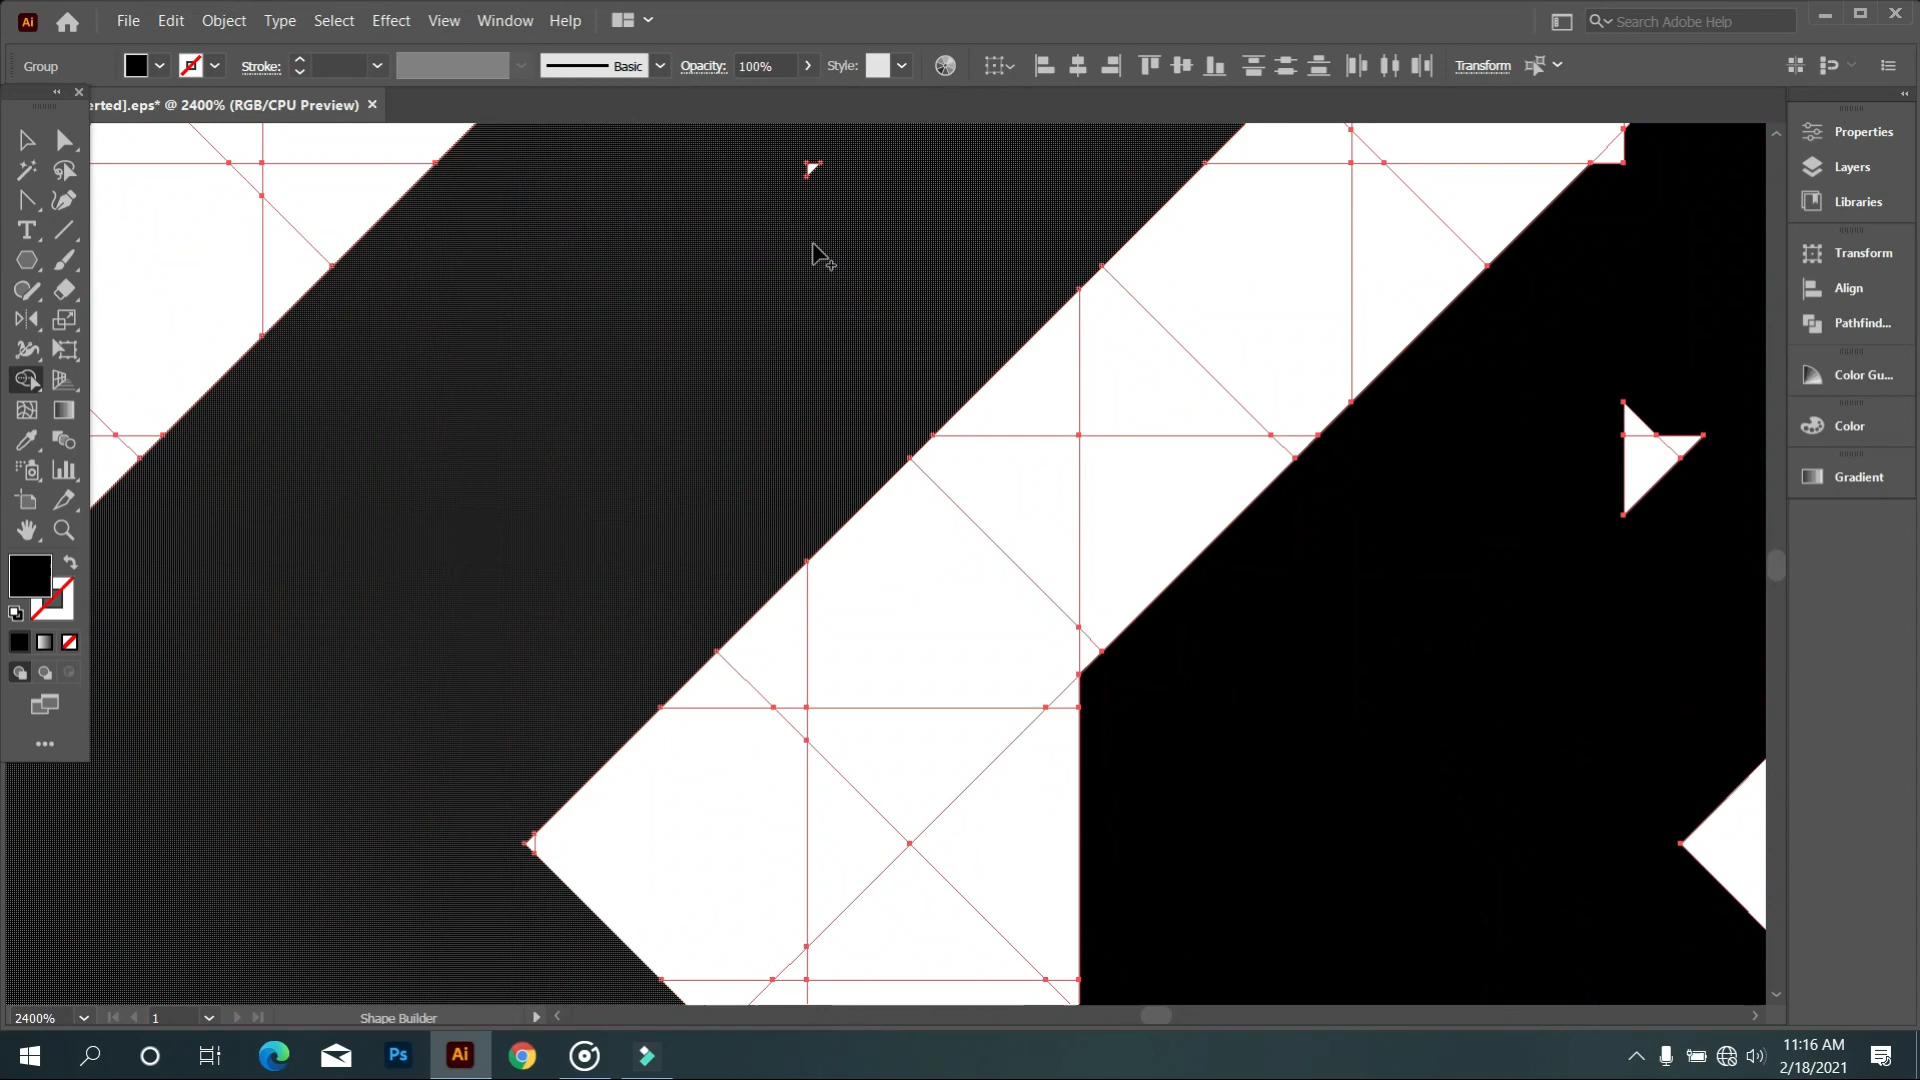 Ai File Edit Object Type Select Effect View Window Help Search Adobe Help
Group Stroke: Basic Opacity: 100% Style: Transform
erted].eps* @ 2400% (RGB/CPU Preview)
Properties
Layers
Libraries
Transform
Align
Pathfind...
Color Gu...
Color
Gradient
2400% 1 Shape Builder
Ps Ai 11:16 AM
2/18/2021